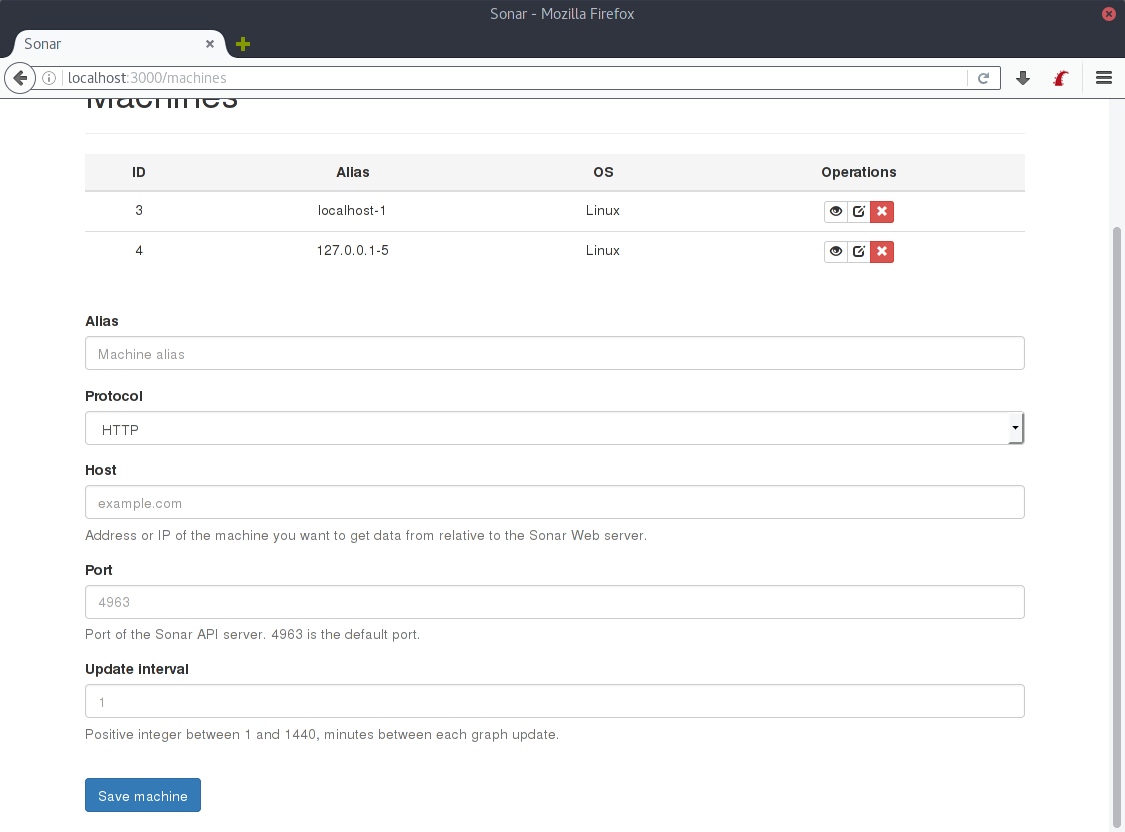 Sonar - Mozilla Firefox
Sonar
localhost:3000/machines
Machines
ID Alias OS Operations
3 localhost-1 Linux
4 127.0.0.1-5 Linux
Alias
Machine alias
Protocol
HTTP
Host
example.com
Address or IP of the machine you want to get data from relative to the Sonar Web server.
Port
4963
Port of the Sonar API server. 4963 is the default port.
Update interval
1
Positive integer between 1 and 1440, minutes between each graph update.
Save machine